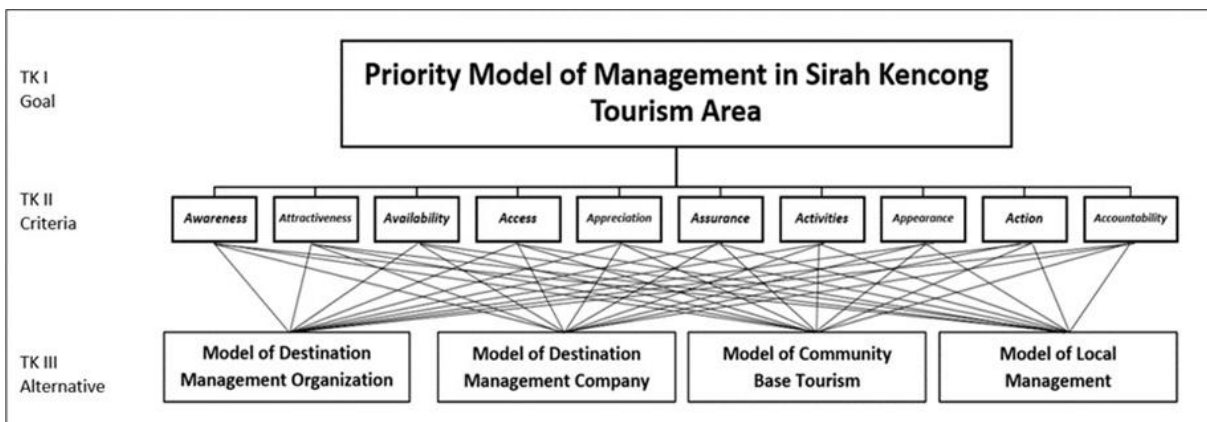 TK I
Goal
Priority Model of Management in Sirah Kencong
Tourism Area
TK II
Criteria
Awareness
Attractiveness
Availability
Access
Appreciation
Assurance
Activities
Appearance
Action
Accountability
TK III
Alternative
Model of Destination
Management Organization
Model of Destination
Management Company
Model of Community
Base Tourism
Model of Local
Management